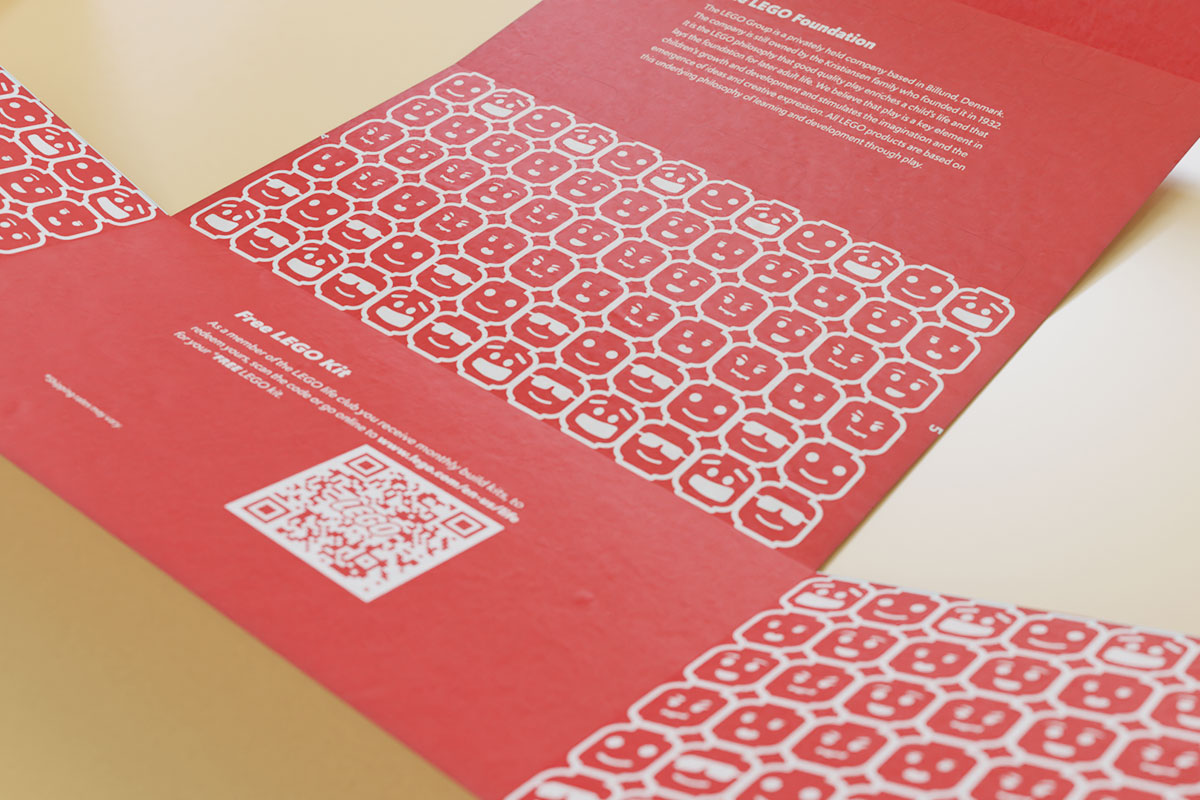 The LEGO Foundation
The LEGO Group is a privately held company based in Billund, Denmark.
The company is still owned by the Kristiansen family who founded it in 1932.
It is the LEGO philosophy that good quality play enriches a child's life and that
lays the foundation for later adult life. We believe that play is a key element in
children's growth and development and stimulates the imagination and the
emergence of ideas and creative expression. All LEGO products are based on
this underlying philosophy of learning and development through play.
Free LEGO Kit
As a member of the LEGO life club you receive monthly build kits, to
redeem yours, scan the code or go online to www.lego.com/en-us/life
for your *FREE LEGO kit.
LEGO
*Shipping rates may vary